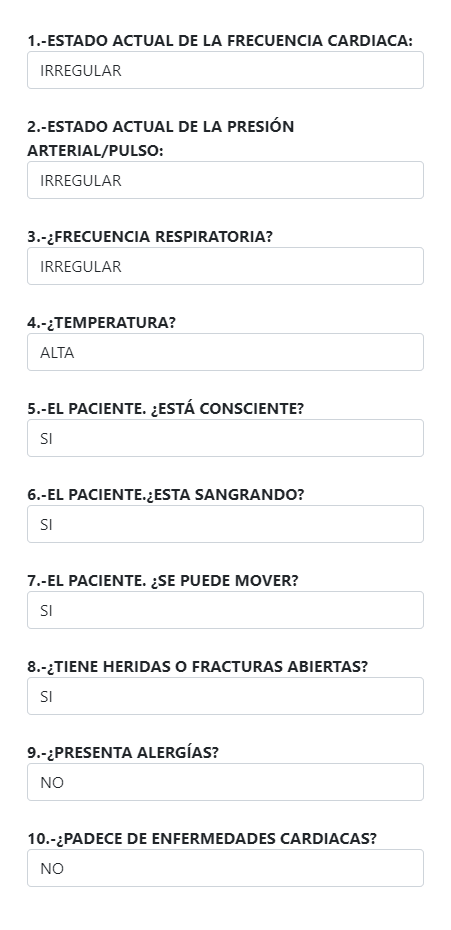 1.-ESTADO ACTUAL DE LA FRECUENCIA CARDIACA:
IRREGULAR
2.-ESTADO ACTUAL DE LA PRESIÓN
ARTERIAL/PULSO:
IRREGULAR
3.-¿FRECUENCIA RESPIRATORIA?
IRREGULAR
4.-¿TEMPERATURA?
ALTA
5.-EL PACIENTE. ¿ESTÁ CONSCIENTE?
SI
6.-EL PACIENTE.¿ESTA SANGRANDO?
SI
7.-EL PACIENTE. ¿SE PUEDE MOVER?
SI
8.-¿TIENE HERIDAS O FRACTURAS ABIERTAS?
SI
9.-¿PRESENTA ALERGÍAS?
NO
10.-¿PADECE DE ENFERMEDADES CARDIACAS?
NO